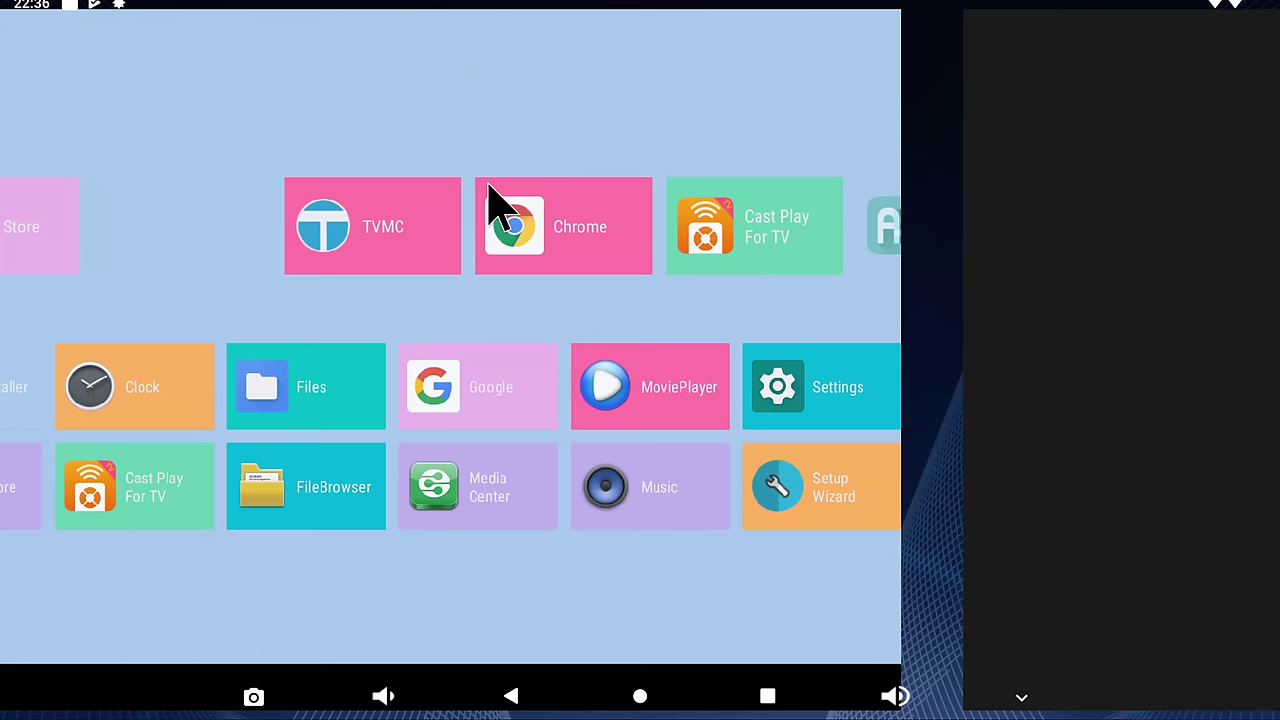 22:36
Store
TVMC
Chrome
Cast Play
For TV
A
aller
Clock
Files
Google
MoviePlayer
Settings
ore
Cast Play
For TV
FileBrowser
Media
Center
Music
Setup
Wizard